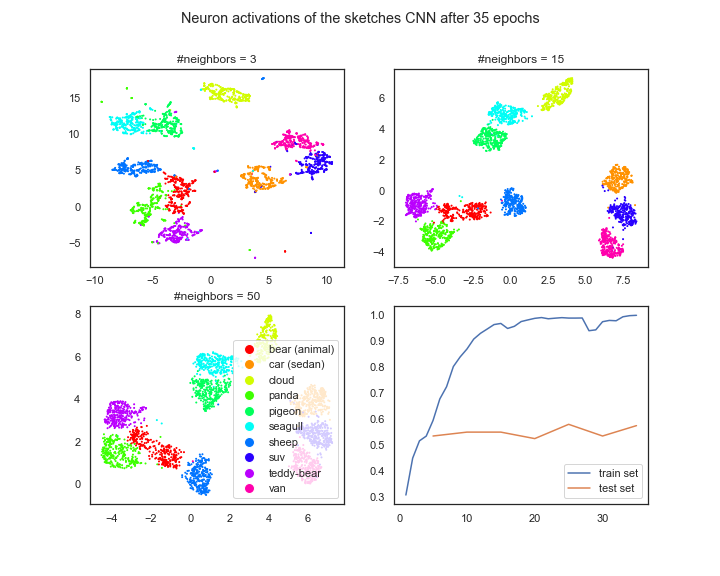 Neuron activations of the sketches CNN after 35 epochs
#neighbors = 3
15
10
5
0
−5
−10
−5
0
5
10
#neighbors = 15
6
4
2
0
−2
−4
−7.5
−5.0
−2.5
0.0
2.5
5.0
7.5
#neighbors = 50
8
6
4
2
0
−4
−2
0
2
4
6
bear (animal)
car (sedan)
cloud
panda
pigeon
seagull
sheep
suv
teddy-bear
van
1.0
0.9
0.8
0.7
0.6
0.5
0.4
0.3
0
10
20
30
train set
test set